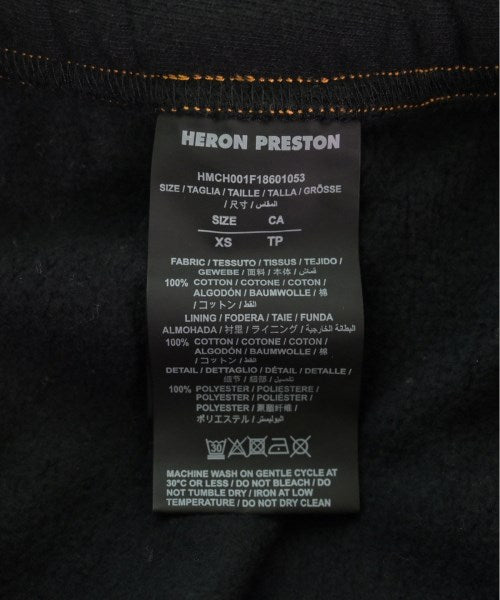 HERON PRESTON
HMCH001F18601053
SIZE / TAGLIA / TAILLE / TALLA / GRÖSSE
/ 尺寸 / المقاس
SIZE CA
XS TP
FABRIC / TESSUTO / TISSUS / TEJIDO /
GEWEBE / 面料 / 本体 / قماش
100% COTTON / COTONE / COTON /
ALGODÓN / BAUMWOLLE / 棉
/ コットン / القطن
LINING / FODERA / TAIE / FUNDA
ALMOHADA / 衬里 / ライニング / البطانة الخارجية
100% COTTON / COTONE / COTON /
ALGODÓN / BAUMWOLLE / 棉
/ コットン / القطن
DETAIL / DETTAGLIO / DÉTAIL / DETALLE /
细节 / 細部 / تفاصيل
100% POLYESTER / POLIESTERE /
POLYESTER / POLIÉSTER /
POLYESTER / 聚酯纤维 /
ポリエステル / البوليستر
30
MACHINE WASH ON GENTLE CYCLE AT
30°C OR LESS / DO NOT BLEACH / DO
NOT TUMBLE DRY / IRON AT LOW
TEMPERATURE / DO NOT DRY CLEAN